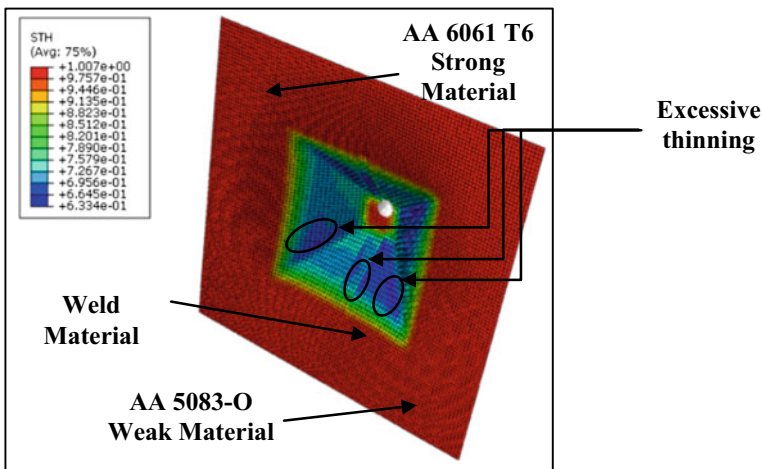 STH
(Avg: 75%)
+1.007e+00
+9.757e-01
+9.446e-01
+9.135e-01
+8.823e-01
+8.512e-01
+8.201e-01
+7.890e-01
+7.579e-01
+7.267e-01
+6.956e-01
+6.645e-01
+6.334e-01
AA 6061 T6
Strong
Material
Excessive
thinning
Weld
Material
AA 5083-O
Weak Material